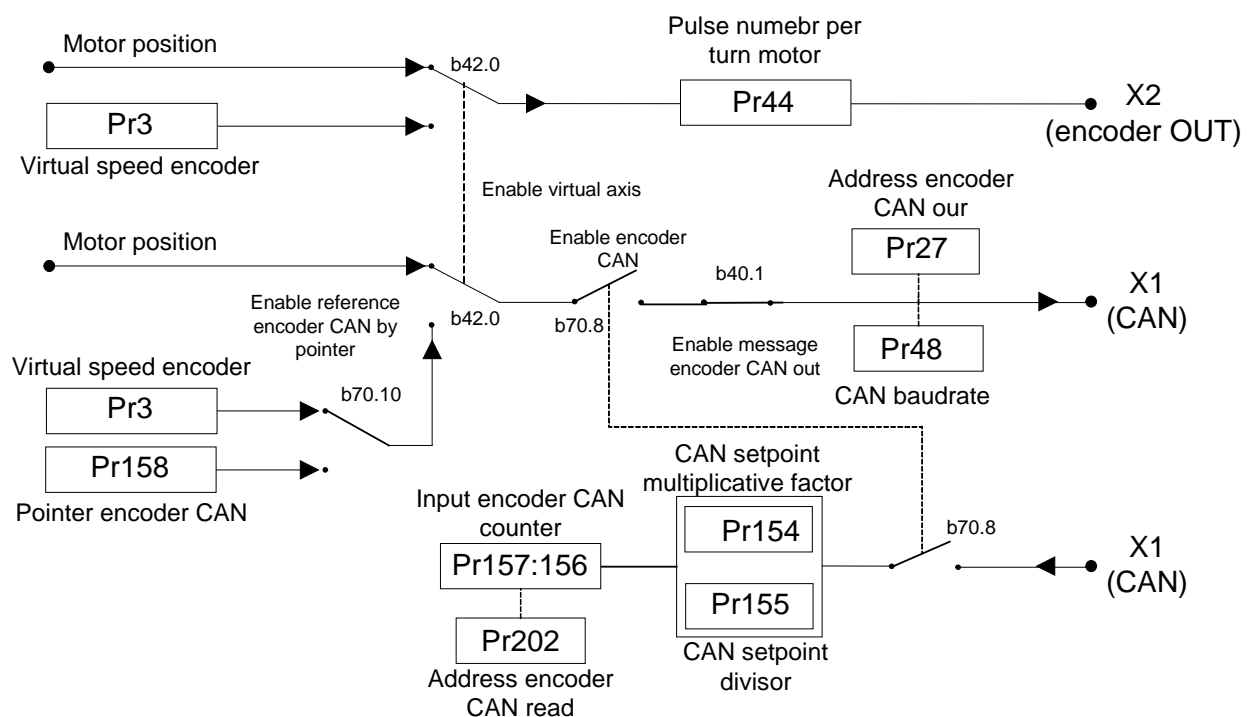 Motor position
b42.0
Pulse numebr per
turn motor
Pr44
X2
(encoder OUT)
Pr3
Virtual speed encoder
Enable virtual axis
Motor position
Enable encoder
CAN
b40.1
Address encoder
CAN our
Pr27
X1
(CAN)
Enable reference
encoder CAN by
pointer
b42.0
b70.8
Enable message
encoder CAN out
Pr48
CAN baudrate
Virtual speed encoder
Pr3
b70.10
Pr158
Pointer encoder CAN
CAN setpoint
multiplicative factor
Input encoder CAN
counter
Pr154
b70.8
X1
(CAN)
Pr157:156
Pr155
Pr202
CAN setpoint
divisor
Address encoder
CAN read